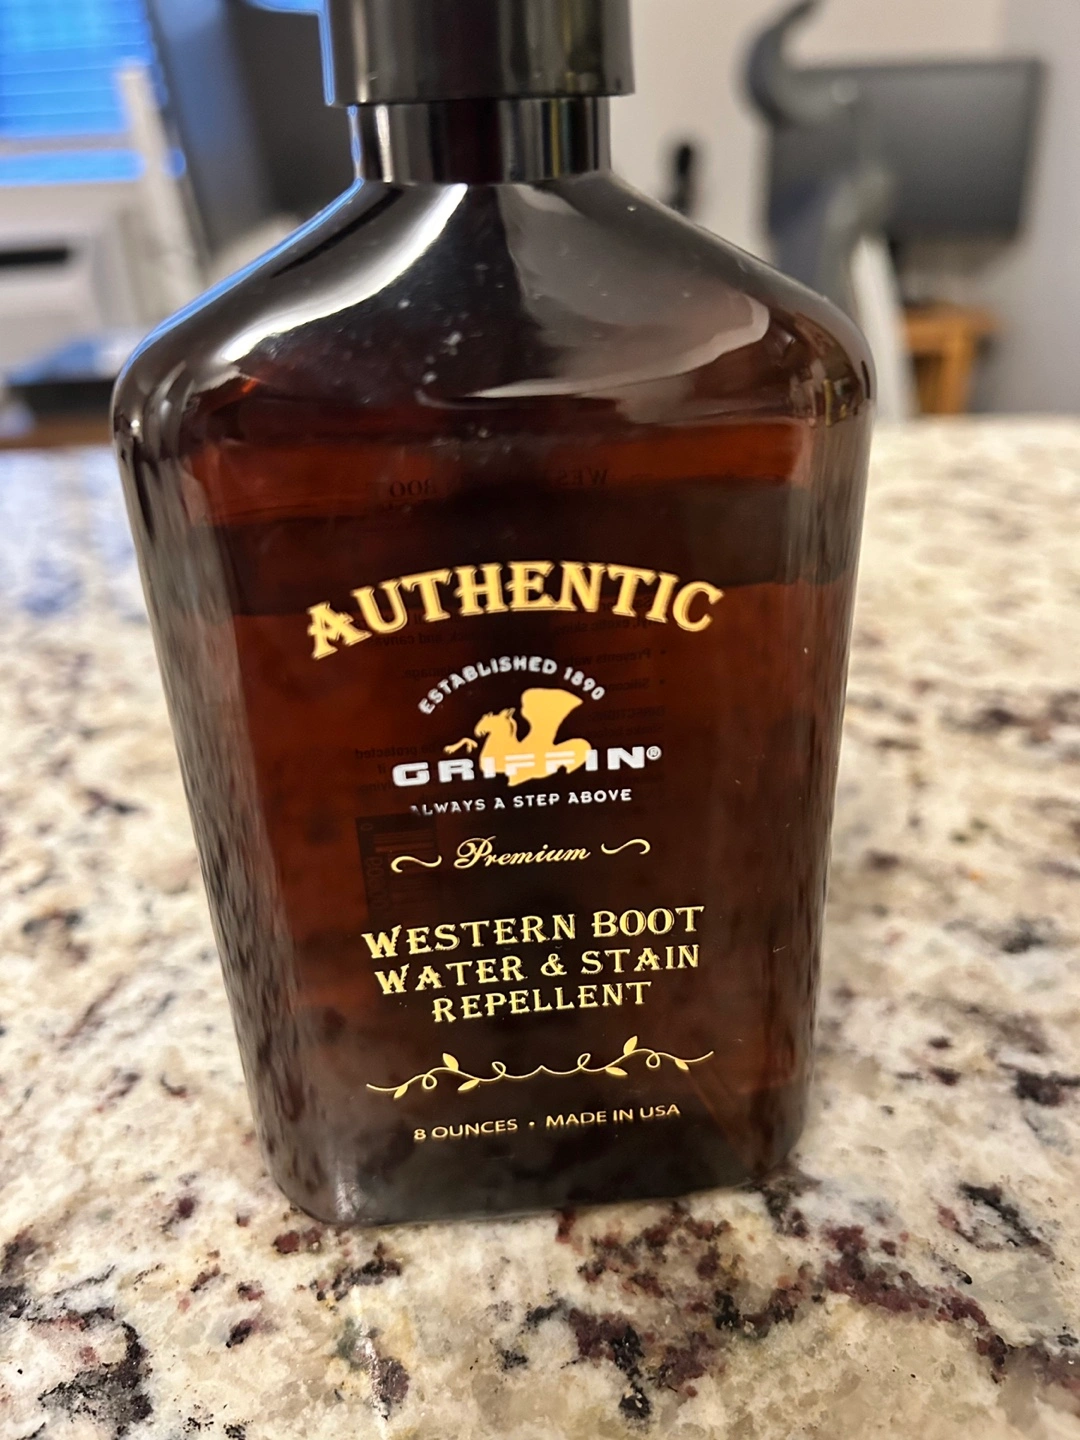 AUTHENTIC
ESTABLISHED 1890
GRIFFIN®
ALWAYS A STEP ABOVE
Premium
WESTERN BOOT
WATER & STAIN
REPELLENT
8 OUNCES • MADE IN USA